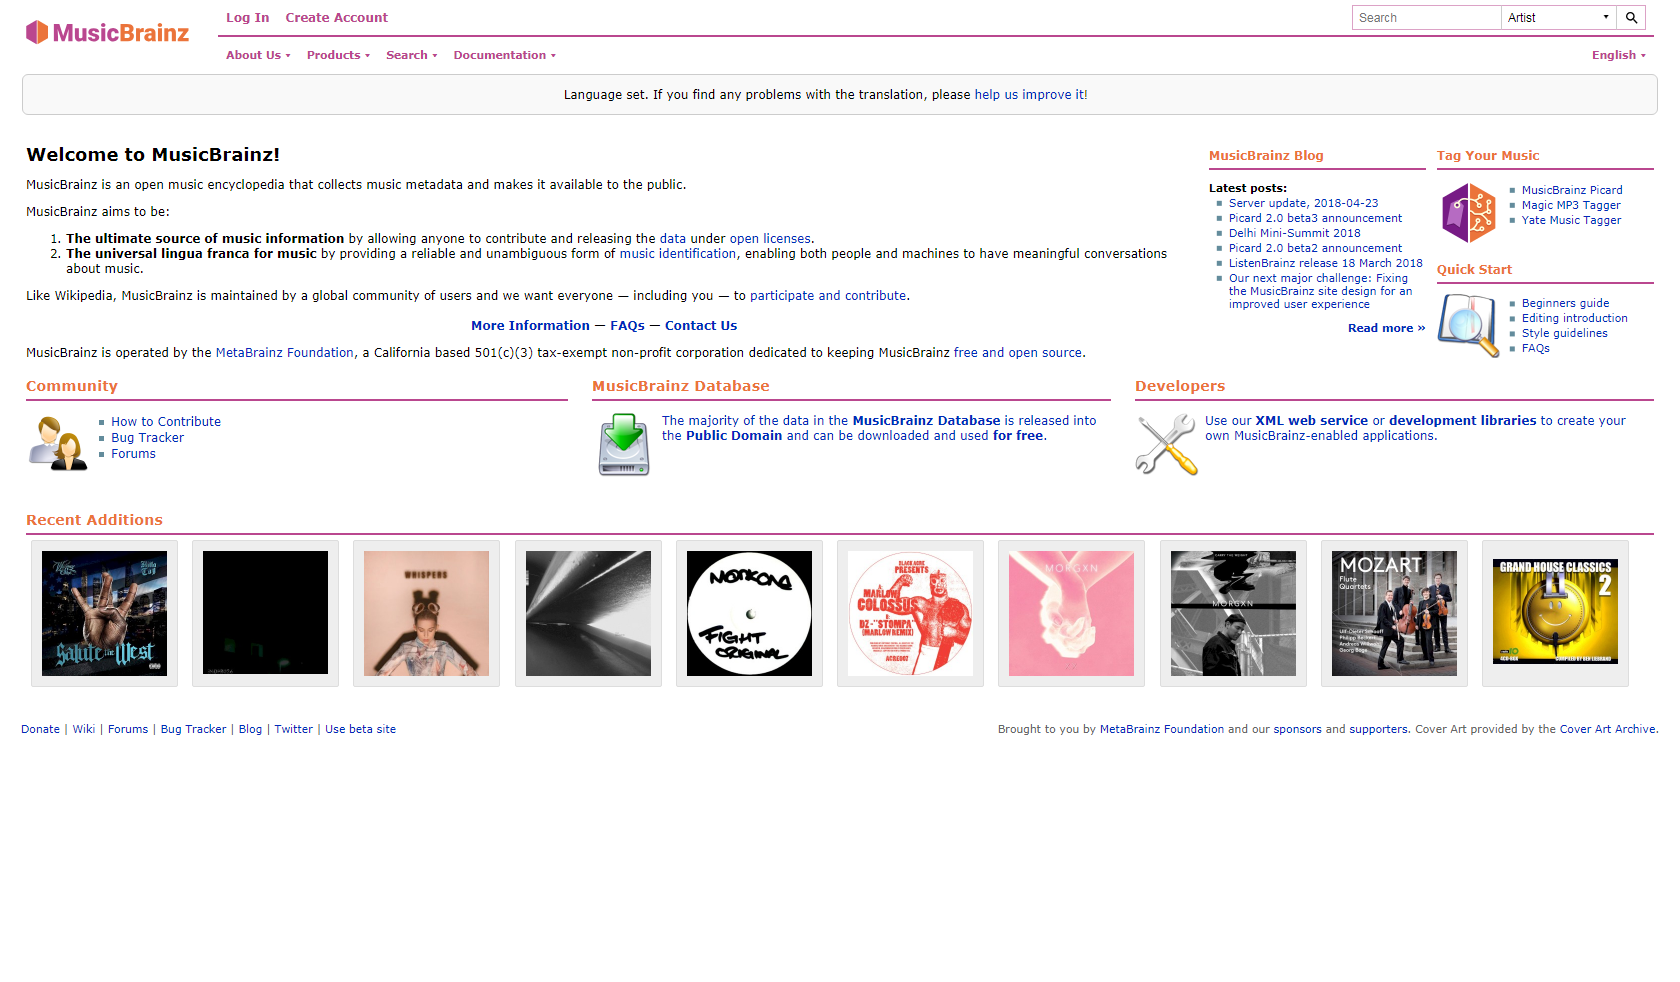 MusicBrainz
Log In Create Account
Search Artist
About Us Products Search Documentation
English
Language set. If you find any problems with the translation, please help us improve it!
Welcome to MusicBrainz!
MusicBrainz is an open music encyclopedia that collects music metadata and makes it available to the public.
MusicBrainz aims to be:
1. The ultimate source of music information by allowing anyone to contribute and releasing the data under open licenses.
2. The universal lingua franca for music by providing a reliable and unambiguous form of music identification, enabling both people and machines to have meaningful conversations
about music.
Like Wikipedia, MusicBrainz is maintained by a global community of users and we want everyone — including you — to participate and contribute.
More Information — FAQs — Contact Us
MusicBrainz is operated by the MetaBrainz Foundation, a California based 501(c)(3) tax-exempt non-profit corporation dedicated to keeping MusicBrainz free and open source.
MusicBrainz Blog
Latest posts:
Server update, 2018-04-23
Picard 2.0 beta3 announcement
Delhi Mini-Summit 2018
Picard 2.0 beta2 announcement
ListenBrainz release 18 March 2018
Our next major challenge: Fixing
the MusicBrainz site design for an
improved user experience
Read more »
Tag Your Music
MusicBrainz Picard
Magic MP3 Tagger
Yate Music Tagger
Quick Start
Beginners guide
Editing introduction
Style guidelines
FAQs
Community
How to Contribute
Bug Tracker
Forums
MusicBrainz Database
The majority of the data in the MusicBrainz Database is released into
the Public Domain and can be downloaded and used for free.
Developers
Use our XML web service or development libraries to create your
own MusicBrainz-enabled applications.
Recent Additions
Salute the West
WHISPERS
FIGHT
ORIGINAL
BLACK ACRE
PRESENTS
MARLOW
COLOSSUS
DZ-"STOMPA"
(MARLOW REMIX)
MORGXN
CARRY THE WEIGHT
MORGXN
MOZART
Flute
Quartets
GRAND HOUSE CLASSICS
2
4CD-BOX COMPILED BY BEN LIEBRAND
Donate | Wiki | Forums | Bug Tracker | Blog | Twitter | Use beta site
Brought to you by MetaBrainz Foundation and our sponsors and supporters. Cover Art provided by the Cover Art Archive.